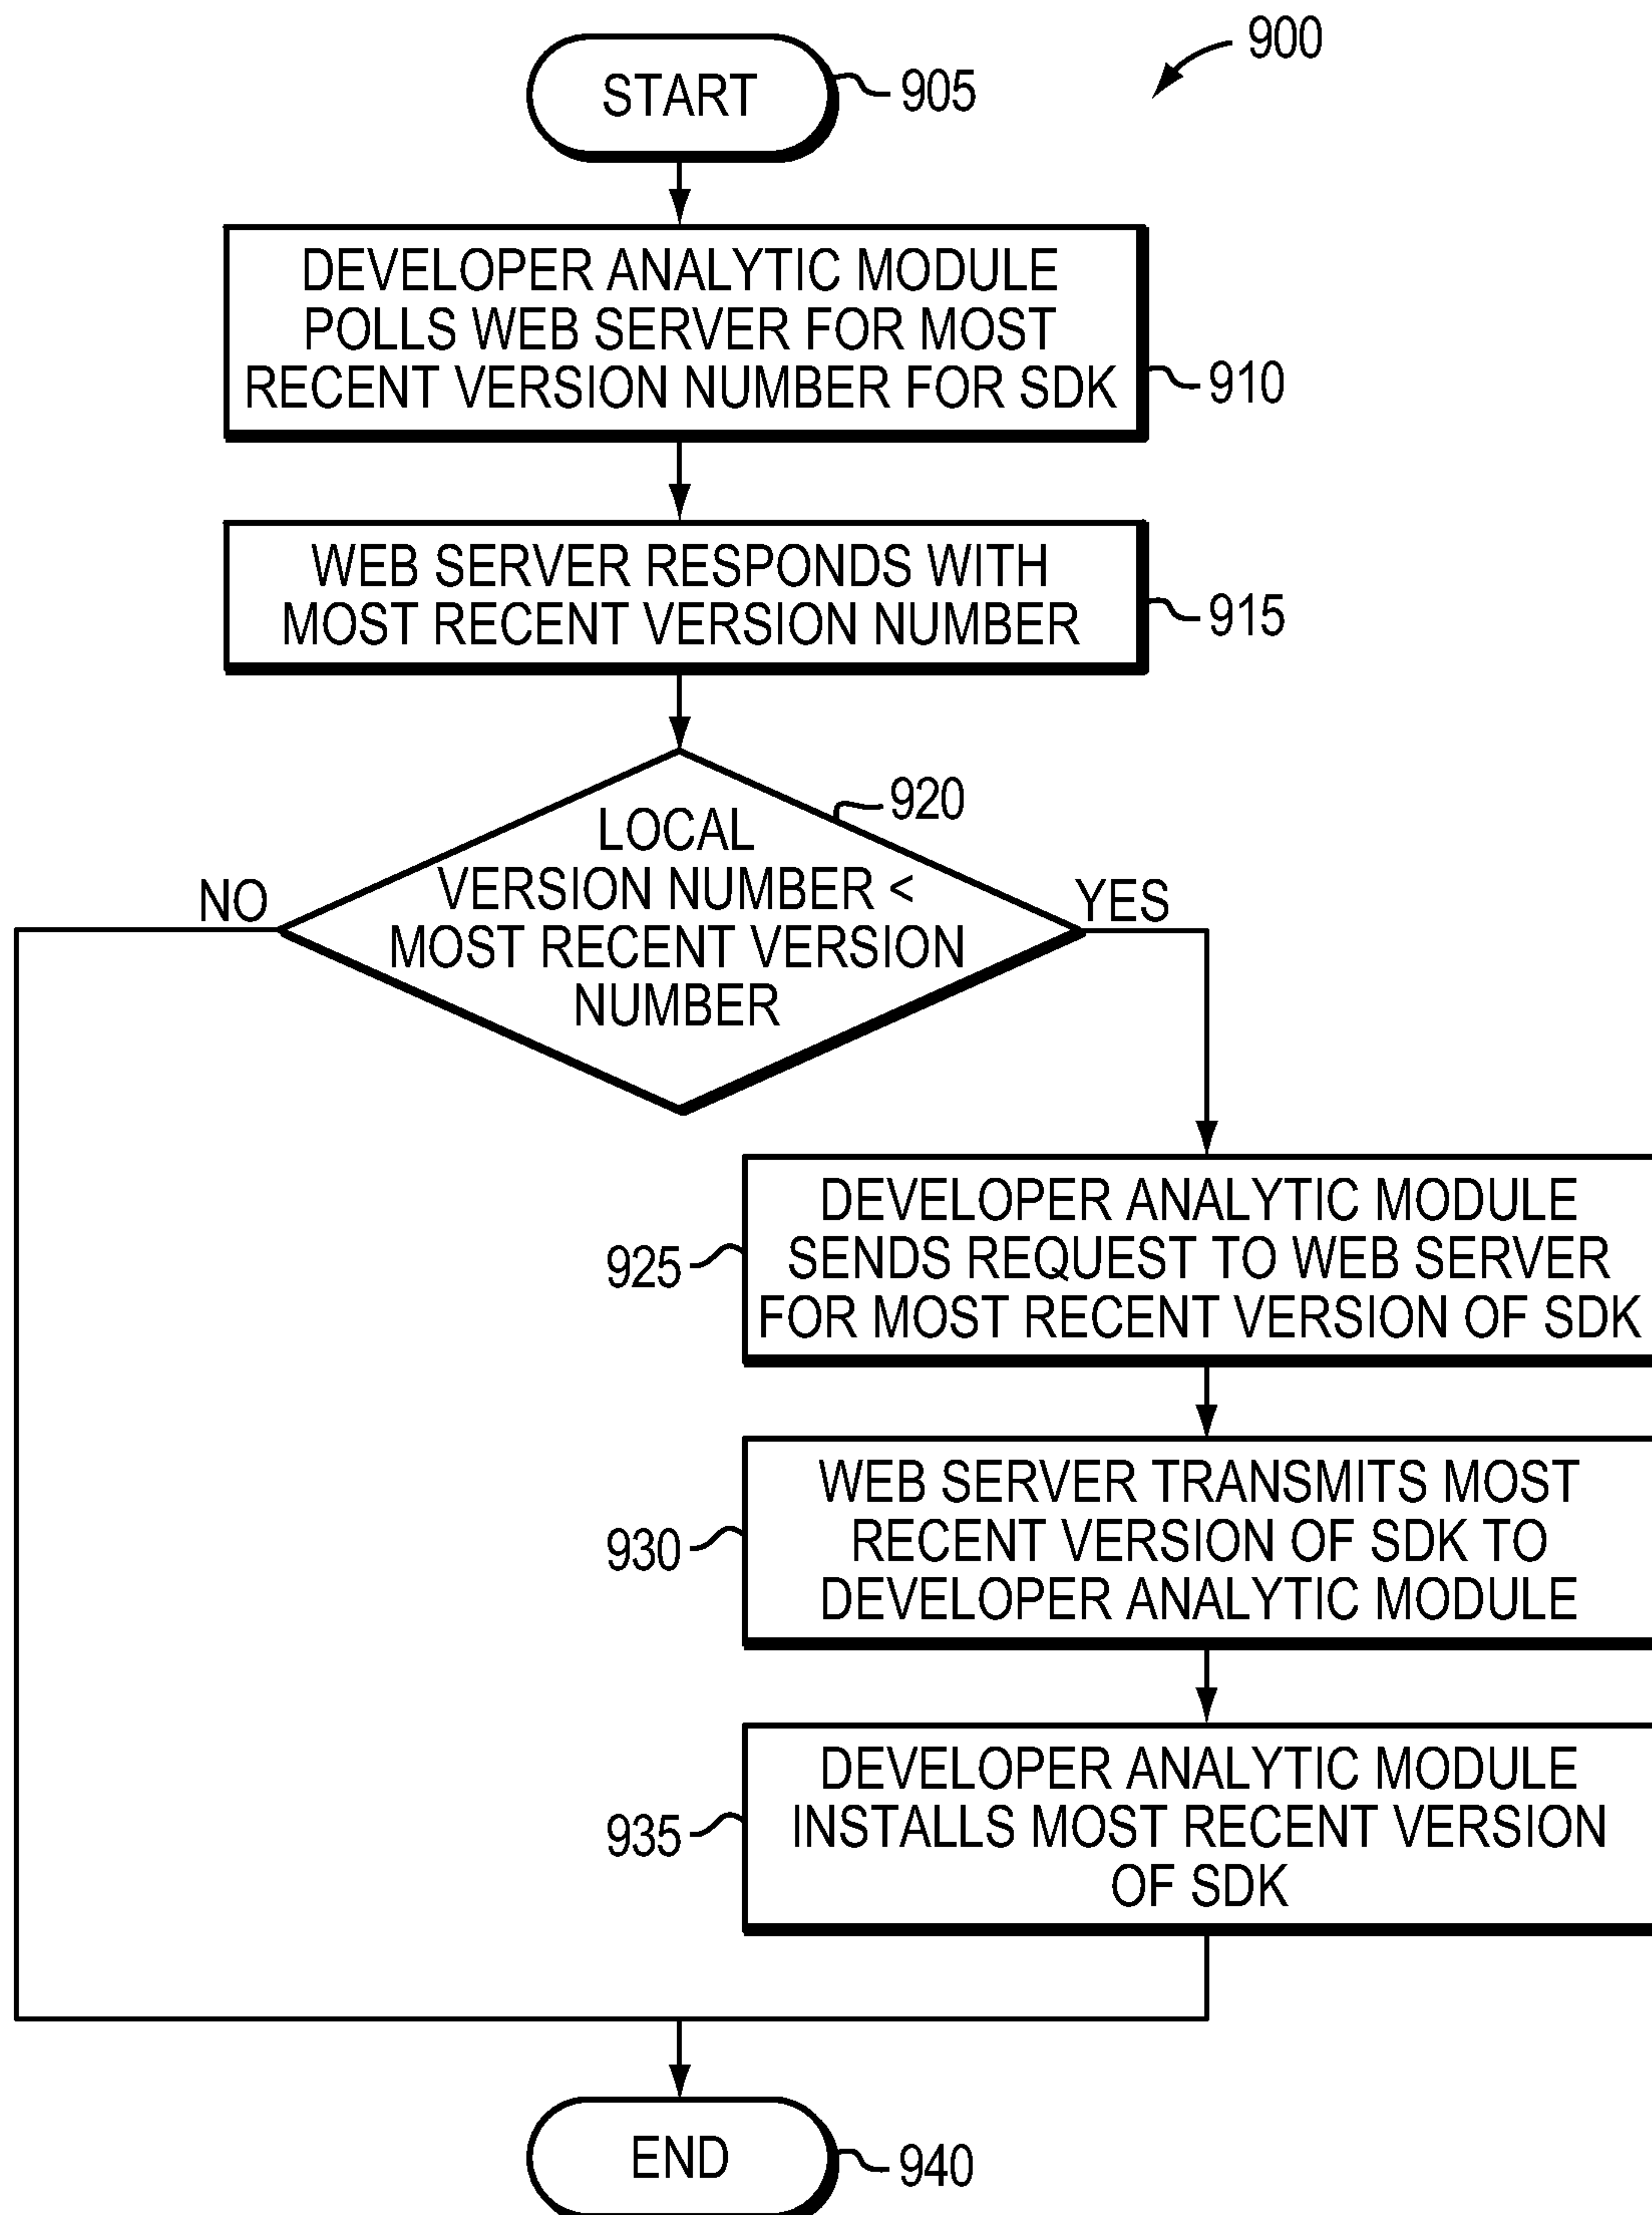 900
START
905
DEVELOPER ANALYTIC MODULE
POLLS WEB SERVER FOR MOST
RECENT VERSION NUMBER FOR SDK
910
WEB SERVER RESPONDS WITH
MOST RECENT VERSION NUMBER
915
920
LOCAL
VERSION NUMBER <
MOST RECENT VERSION
NUMBER
NO
YES
DEVELOPER ANALYTIC MODULE
SENDS REQUEST TO WEB SERVER
FOR MOST RECENT VERSION OF SDK
925
WEB SERVER TRANSMITS MOST
RECENT VERSION OF SDK TO
DEVELOPER ANALYTIC MODULE
930
DEVELOPER ANALYTIC MODULE
INSTALLS MOST RECENT VERSION
OF SDK
935
END
940